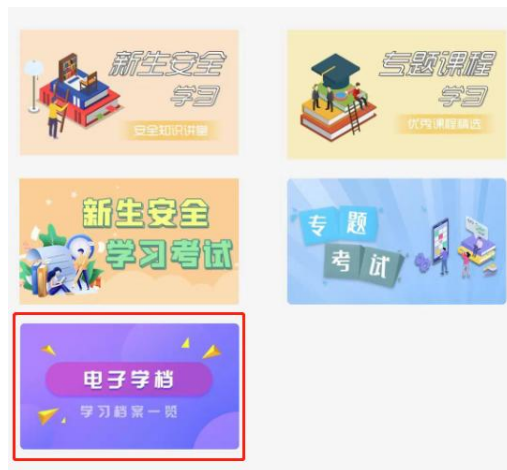 新生安全
学习
安全知识讲堂
专题课程
学习
优秀课程精选
新生安全
学习考试
专题
考试
电子学档
学习档案一览